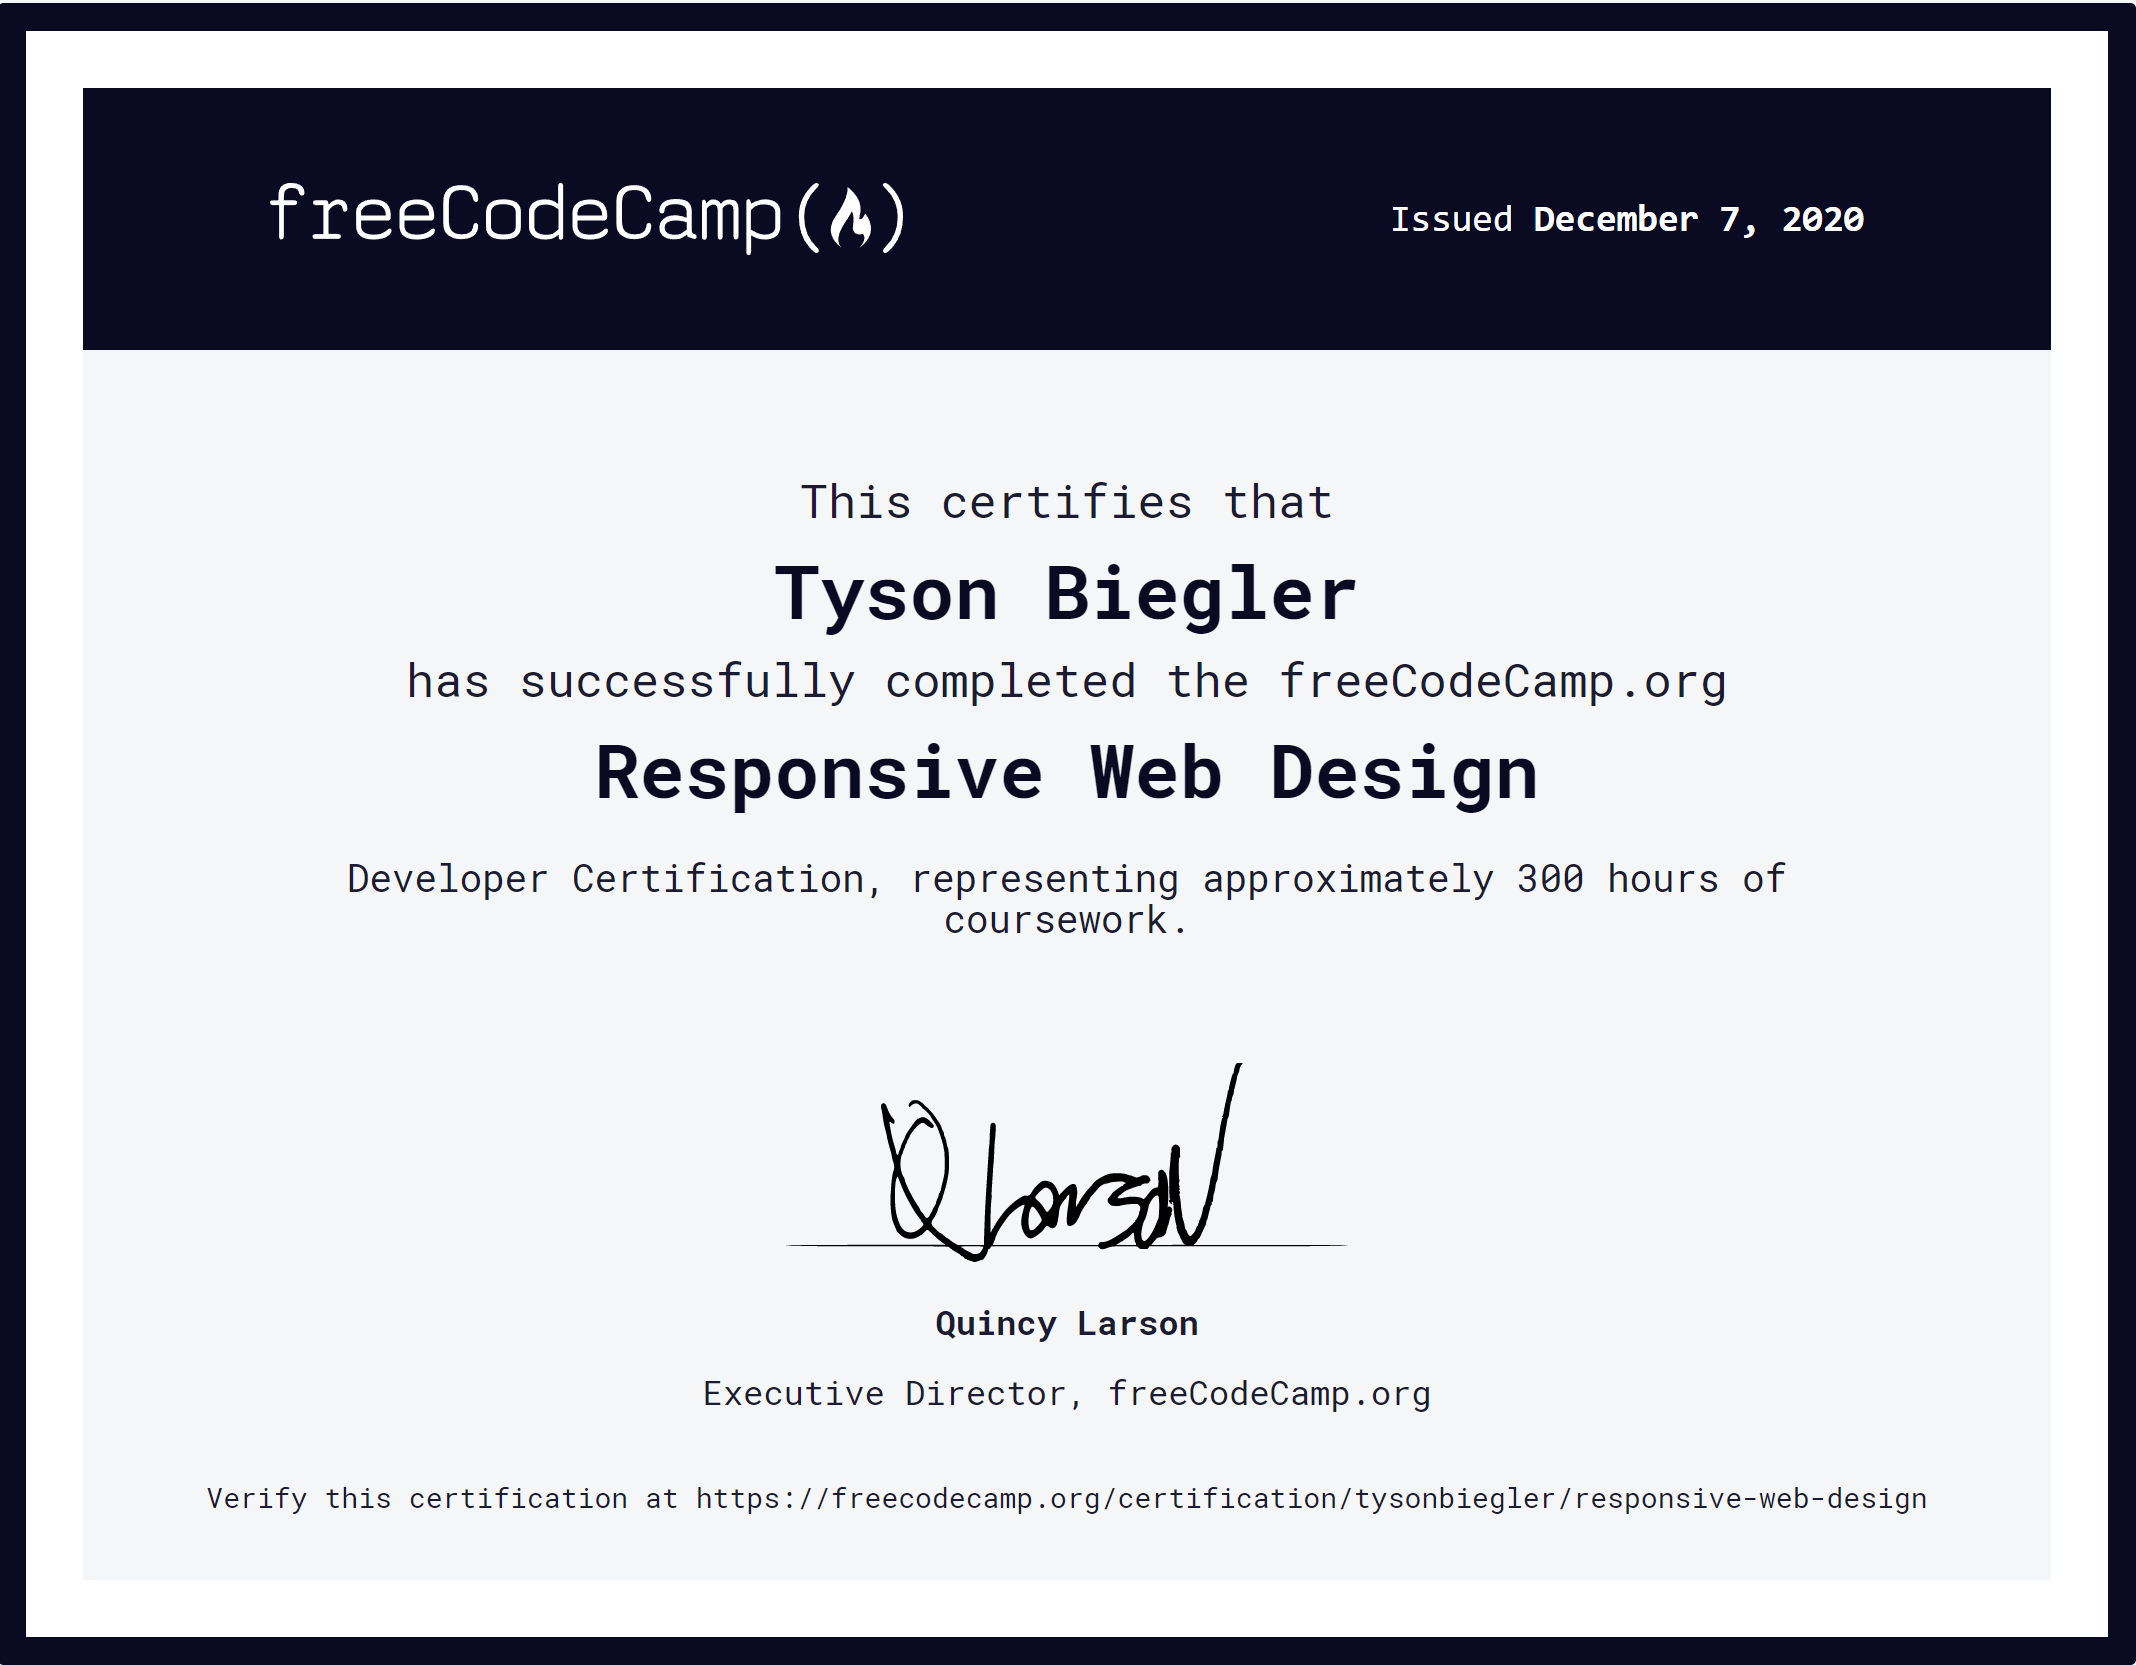 freeCodeCamp(🔥)
Issued December 7, 2020
This certifies that
Tyson Biegler
has successfully completed the freeCodeCamp.org
Responsive Web Design
Developer Certification, representing approximately 300 hours of
coursework.
Q Larson
Quincy Larson
Executive Director, freeCodeCamp.org
Verify this certification at https://freecodecamp.org/certification/tysonbiegler/responsive-web-design